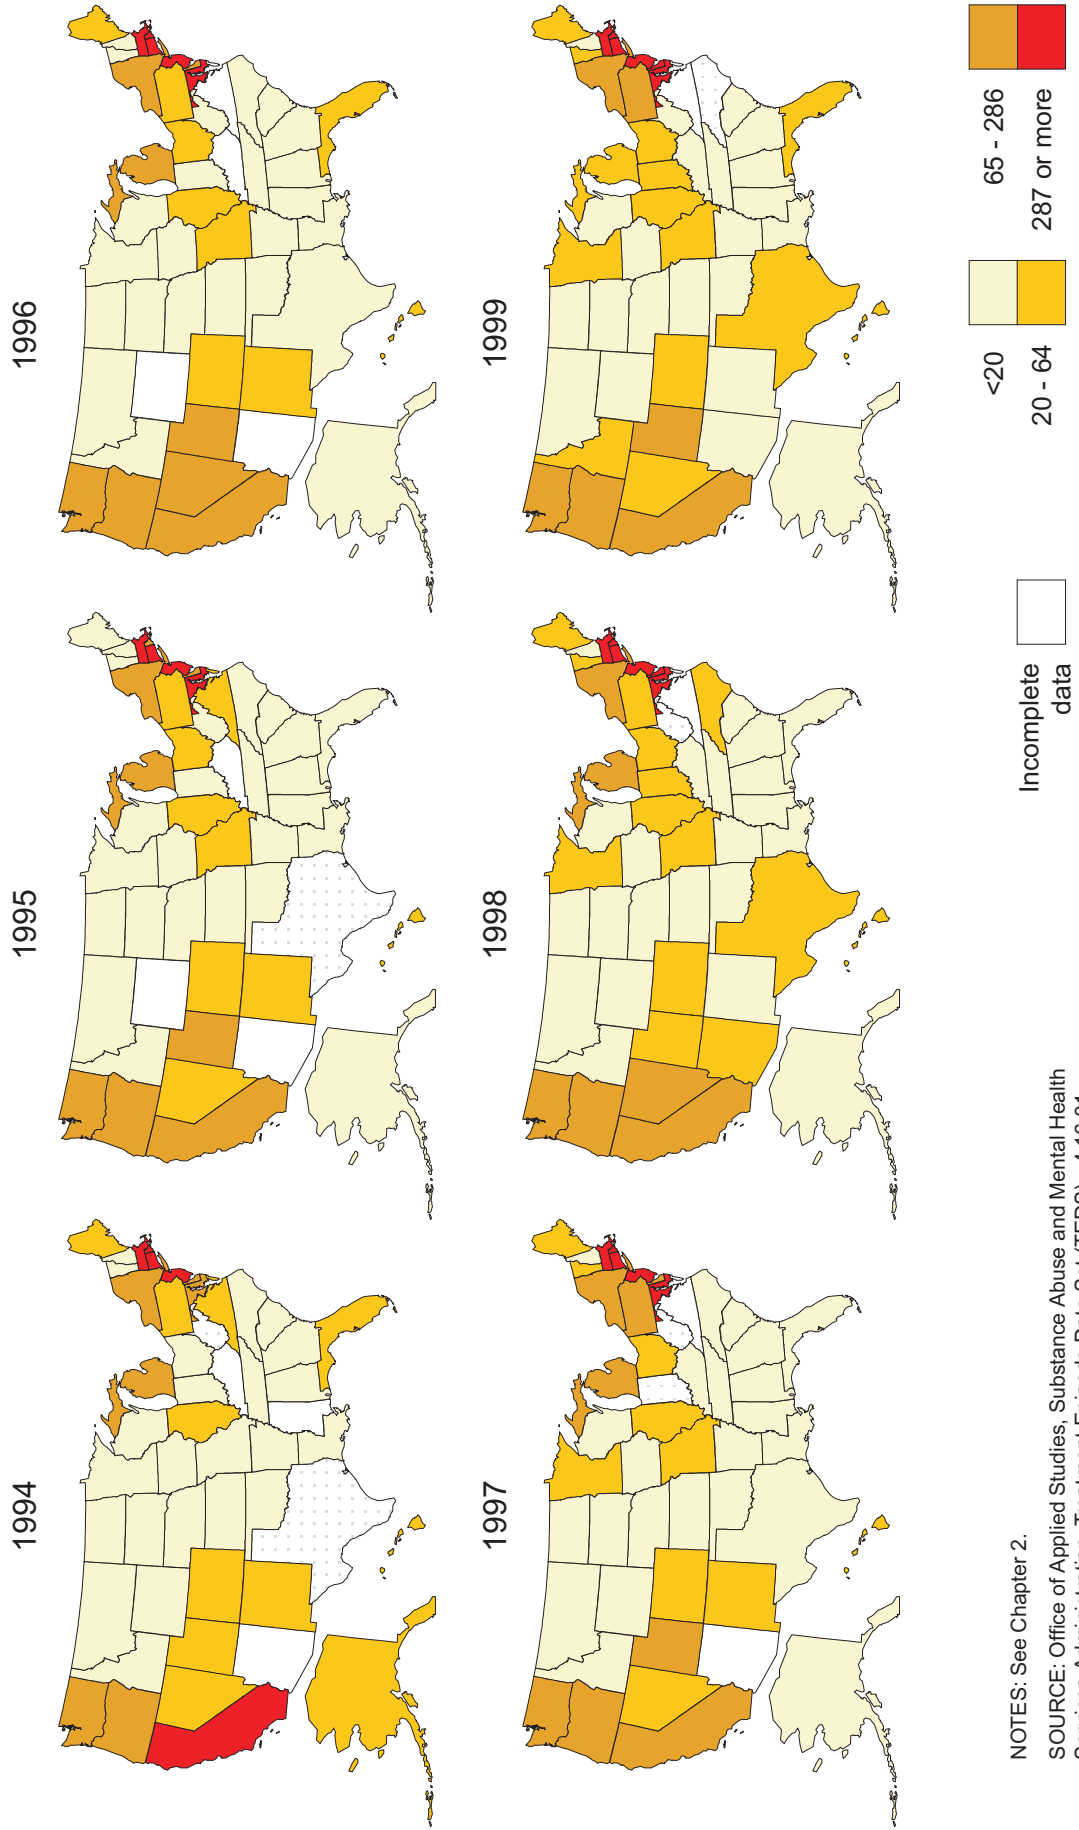 1994
1995
1996
1997
1998
1999
Incomplete
data
<20
20 - 64
65 - 286
287 or more
NOTES: See Chapter 2.
SOURCE: Office of Applied Studies, Substance Abuse and Mental Health